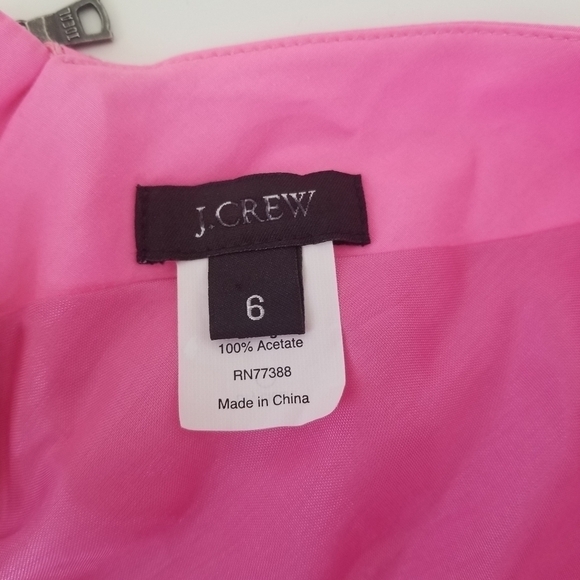 J.CREW
6
100% Acetate
RN77388
Made in China